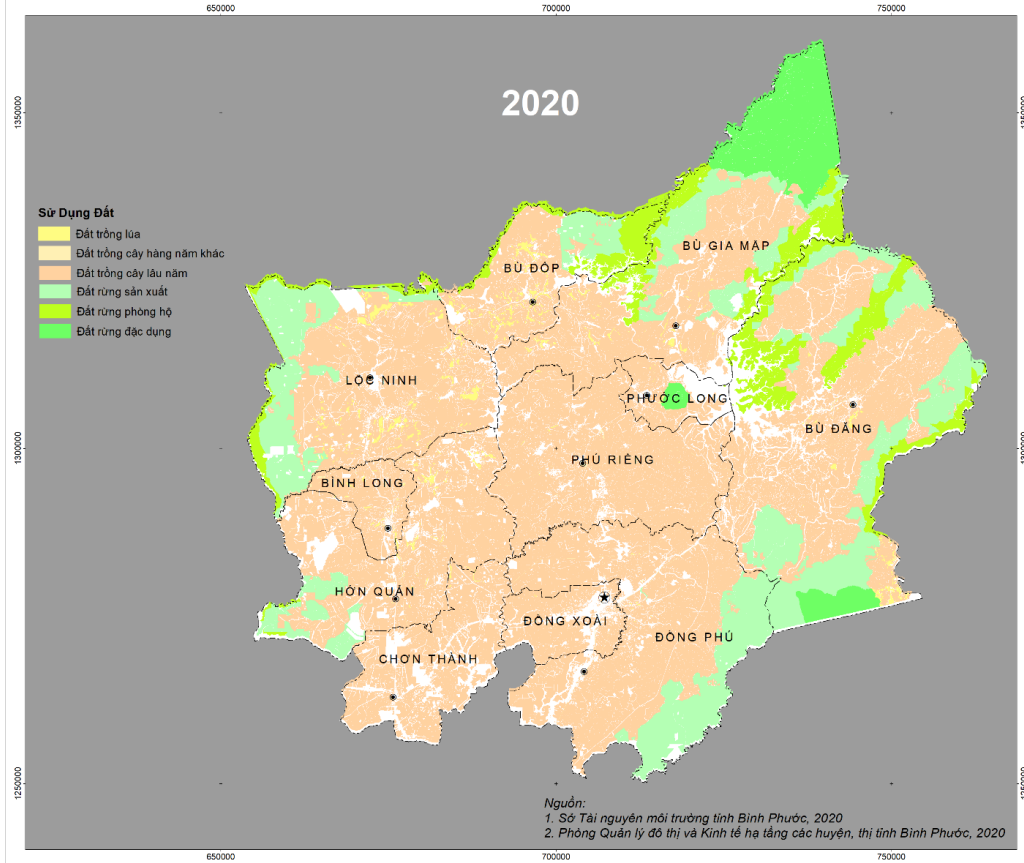 650000
700000
750000
1350000
1350000
2020
Sử Dụng Đất
Đất trồng lúa
Đất trồng cây hàng năm khác
Đất trồng cây lâu năm
Đất rừng sản xuất
Đất rừng phòng hộ
Đất rừng đặc dụng
BÙ GIA MẬP
BÙ ĐỐP
LỘC NINH
PHƯỚC LONG
BÙ ĐĂNG
1300000
1300000
PHÚ RIỀNG
BÌNH LONG
HỚN QUẢN
ĐỒNG XOÀI
ĐỒNG PHÚ
CHƠN THÀNH
1250000
1250000
Nguồn:
1. Sở Tài nguyên môi trường tỉnh Bình Phước, 2020
2. Phòng Quản lý đô thị và Kinh tế hạ tầng các huyện, thị tỉnh Bình Phước, 2020
650000
700000
750000